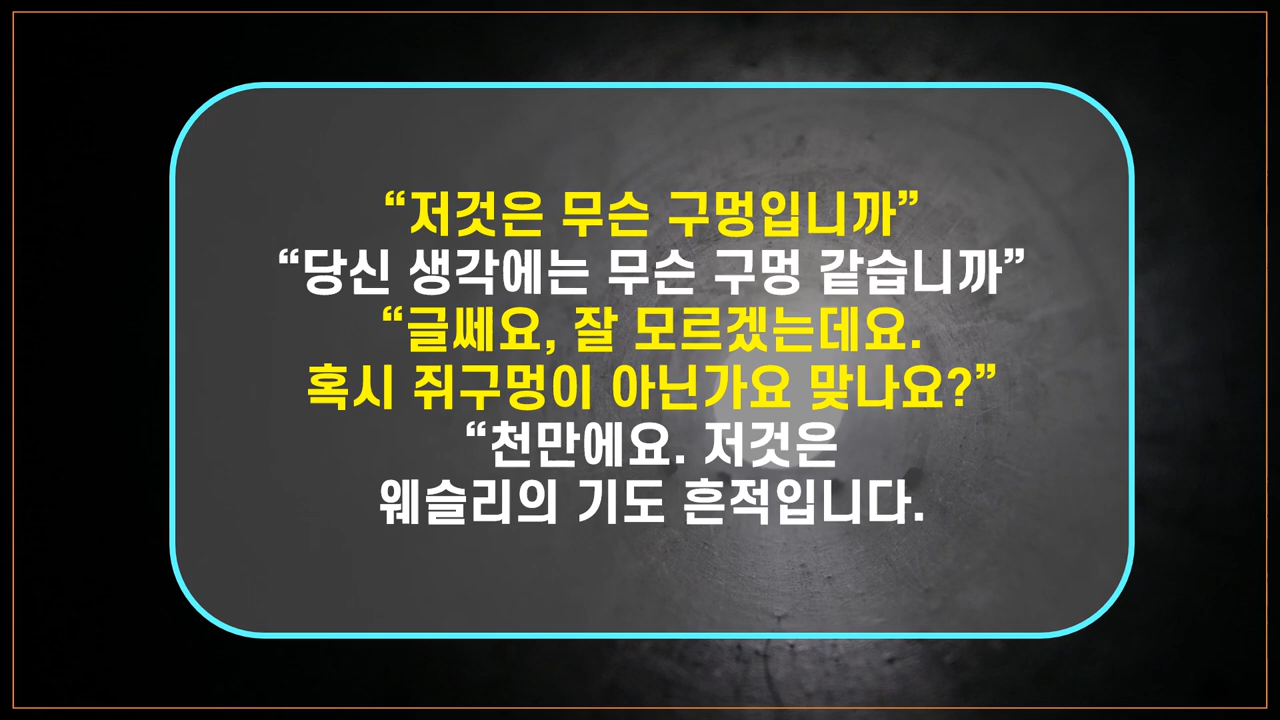 “저것은 무슨 구멍입니까”
“당신 생각에는 무슨 구멍 같습니까”
“글쎄요, 잘 모르겠는데요.
혹시 쥐구멍이 아닌가요 맞나요?”
“천만에요. 저것은
웨슬리의 기도 흔적입니다.